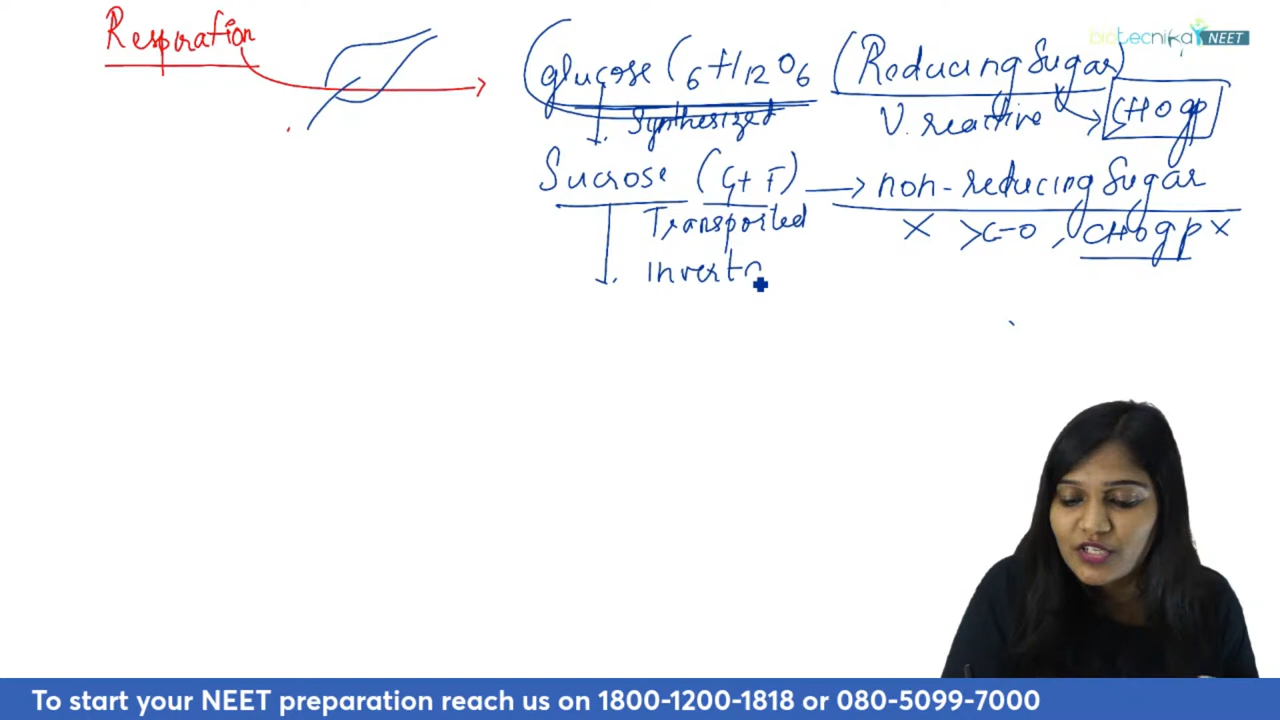 Respiration
biotecnika NEET
glucose C6H12O6 (Reducing Sugar)
Synthesized V. reactive CHO gp
Sucrose (G+F) → non-reducing Sugar
Transported × >C=O, CHO gp ×
invert
To start your NEET preparation reach us on 1800-1200-1818 or 080-5099-7000